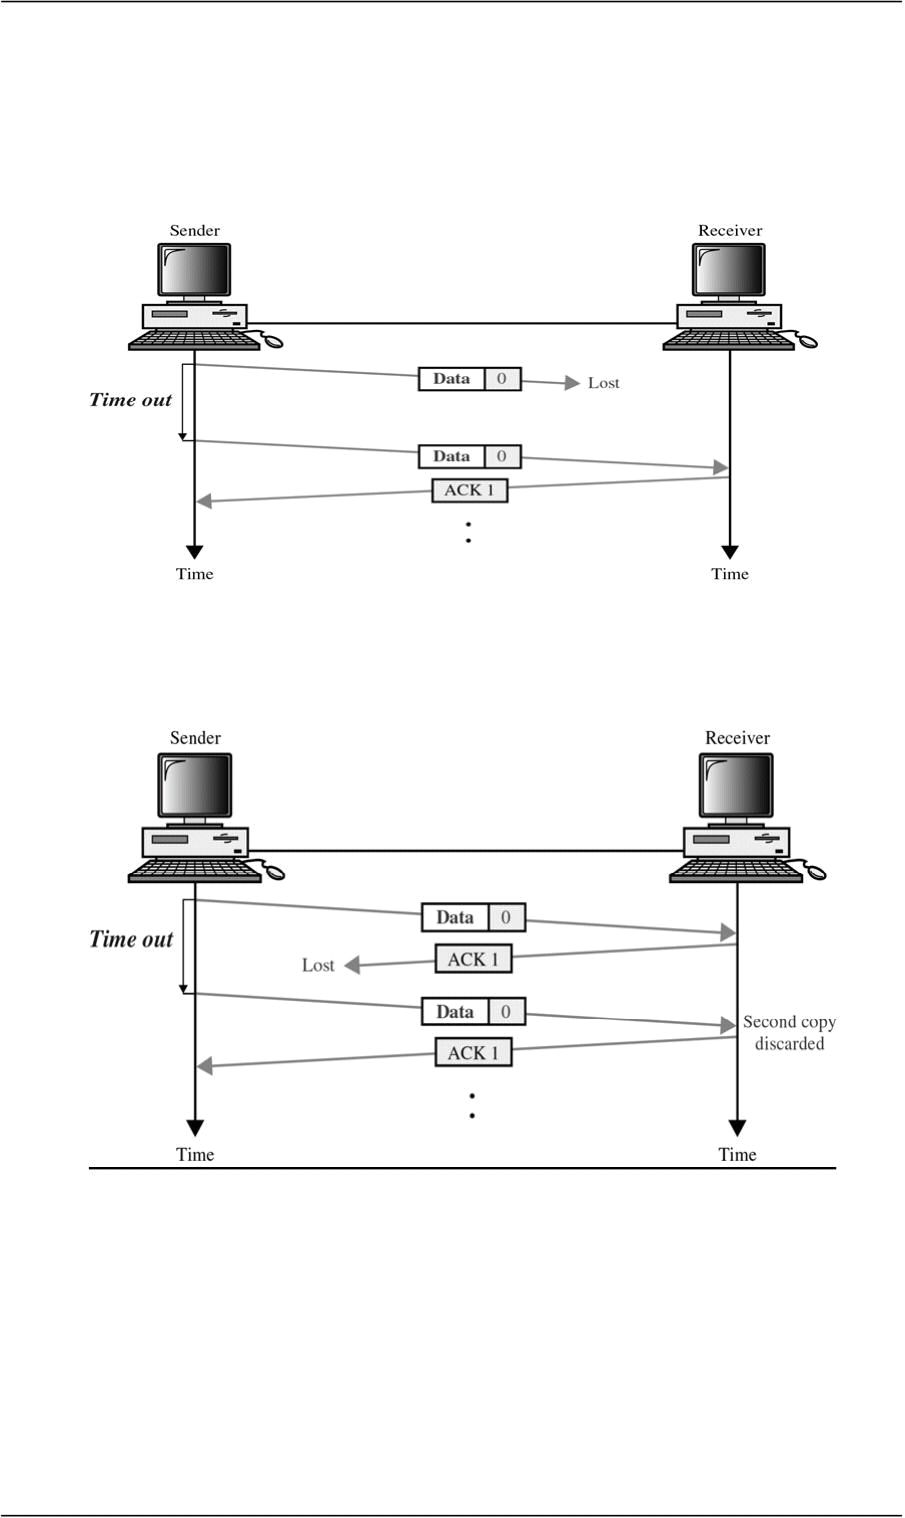 Sender Receiver
Data 0 Lost
Time out
Data 0
ACK 1
Time Time
Sender Receiver
Data 0
Time out
ACK 1 Lost
Data 0
Second copy
discarded
ACK 1
Time Time